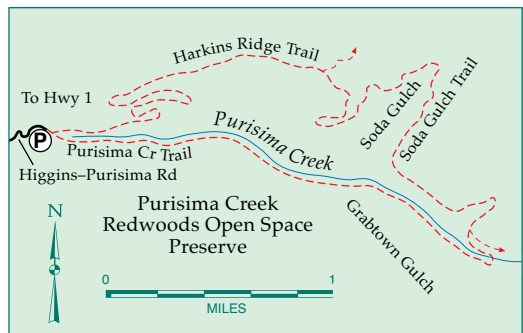 Harkins Ridge Trail
To Hwy 1
Soda Gulch
Soda Gulch Trail
P
Purisima Creek
Purisima Cr Trail
Higgins–Purisima Rd
Grabtown Gulch
Purisima Creek
Redwoods Open Space
Preserve
N
0
1
MILES